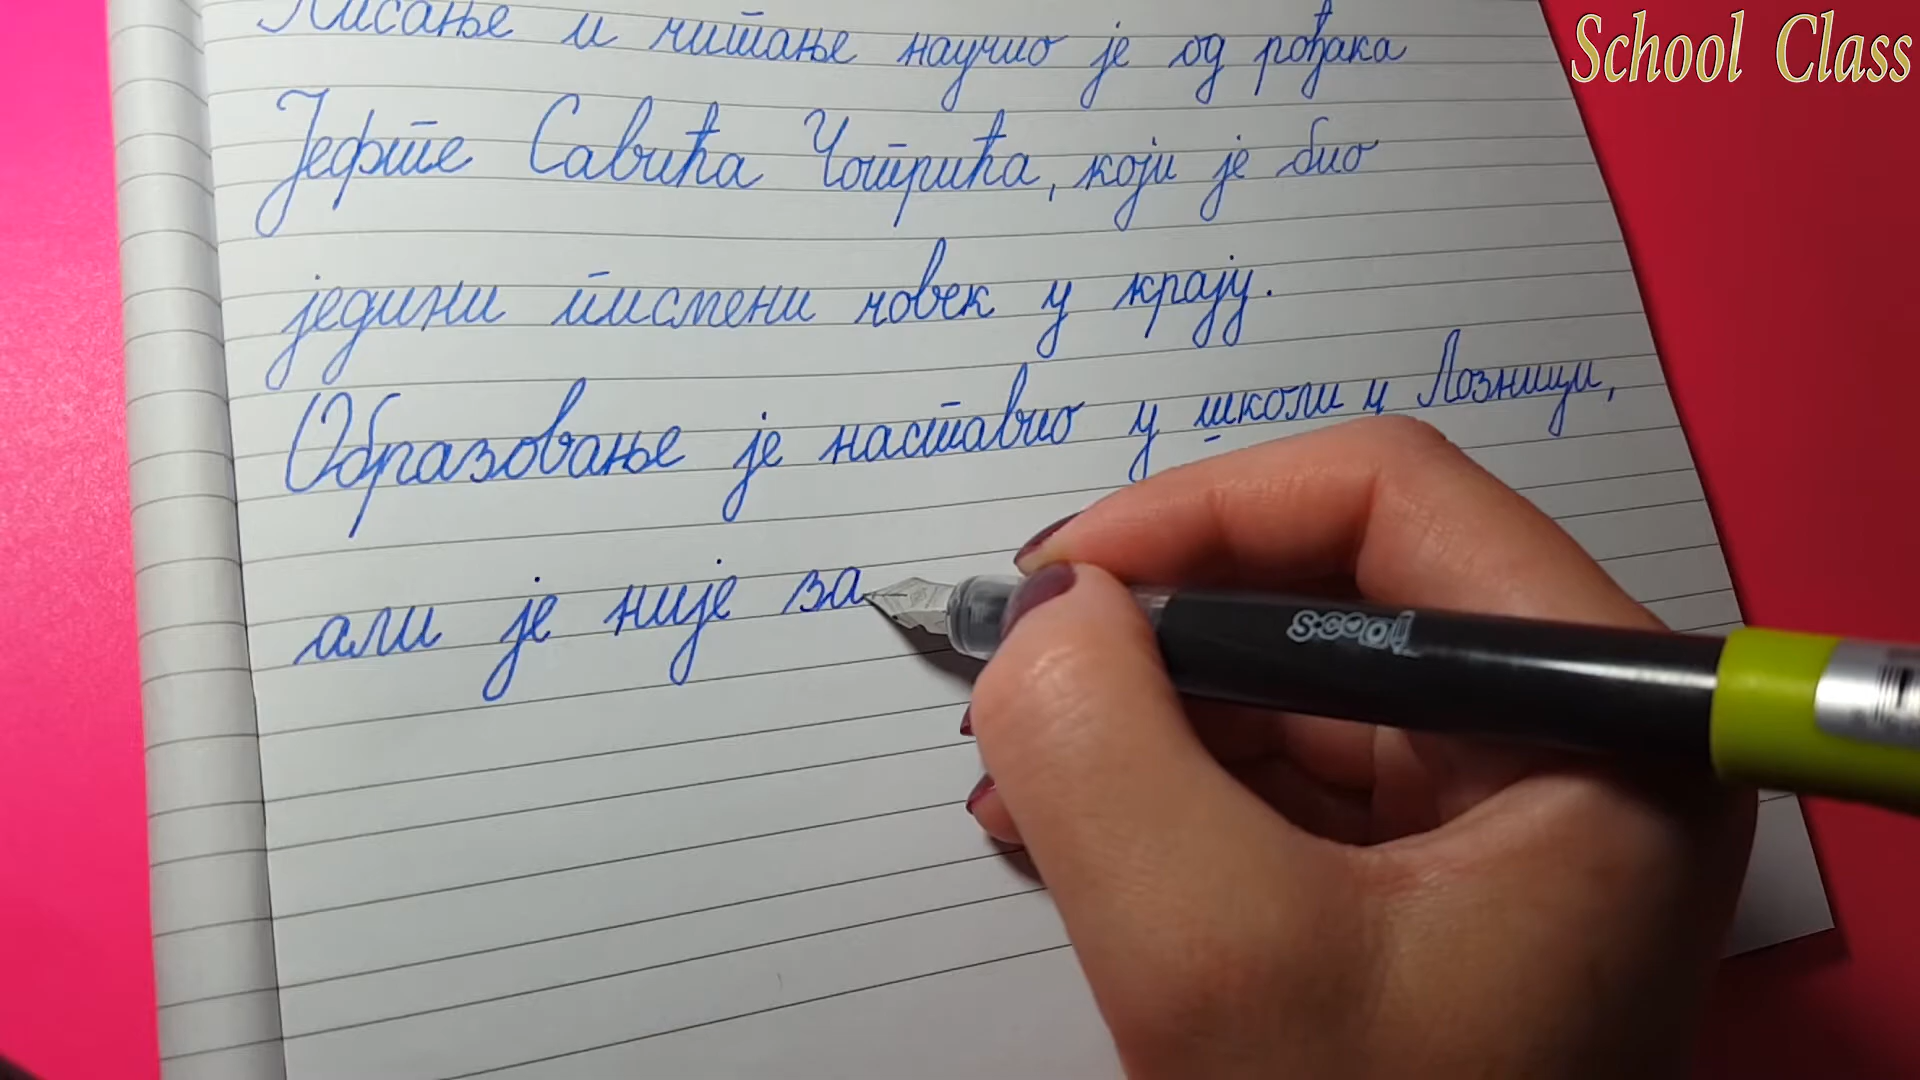 School Class
Писање и читање научио је од рођака
Јефте Савића Чотрића, који је био
једини писмени човек у крају.
Образовање је наставио у школи у Лозници,
али је није за